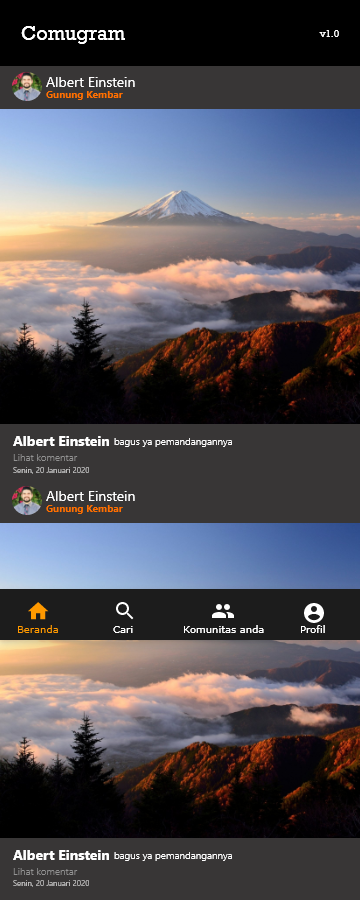 Comugram
v1.0
Albert Einstein
Gunung Kembar
Albert Einstein bagus ya pemandangannya
Lihat komentar
Senin, 20 Januari 2020
Albert Einstein
Gunung Kembar
Beranda
Cari
Komunitas anda
Profil
Albert Einstein bagus ya pemandangannya
Lihat komentar
Senin, 20 Januari 2020